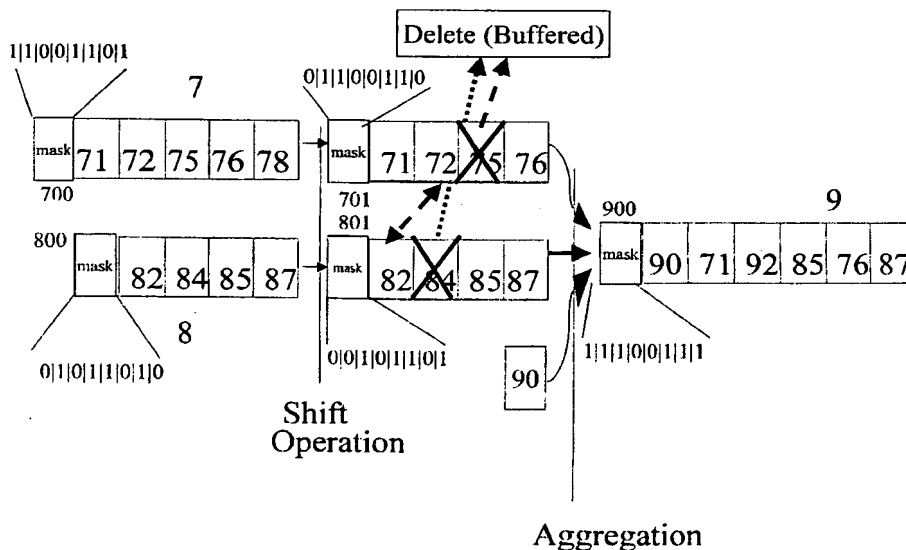 Delete (Buffered)
1|1|0|0|1|1|0|1
7
0|1|1|0|0|1|1|0
mask 71 72 75 76 78
mask 71 72 75 76
700
701
801
800
mask 82 84 85 87
mask 82 84 85 87
900
9
mask 90 71 92 85 76 87
8
0|1|0|1|1|0|1|0
0|0|1|0|1|1|0|1
1|1|1|0|0|1|1|1
90
Shift
Operation
Aggregation